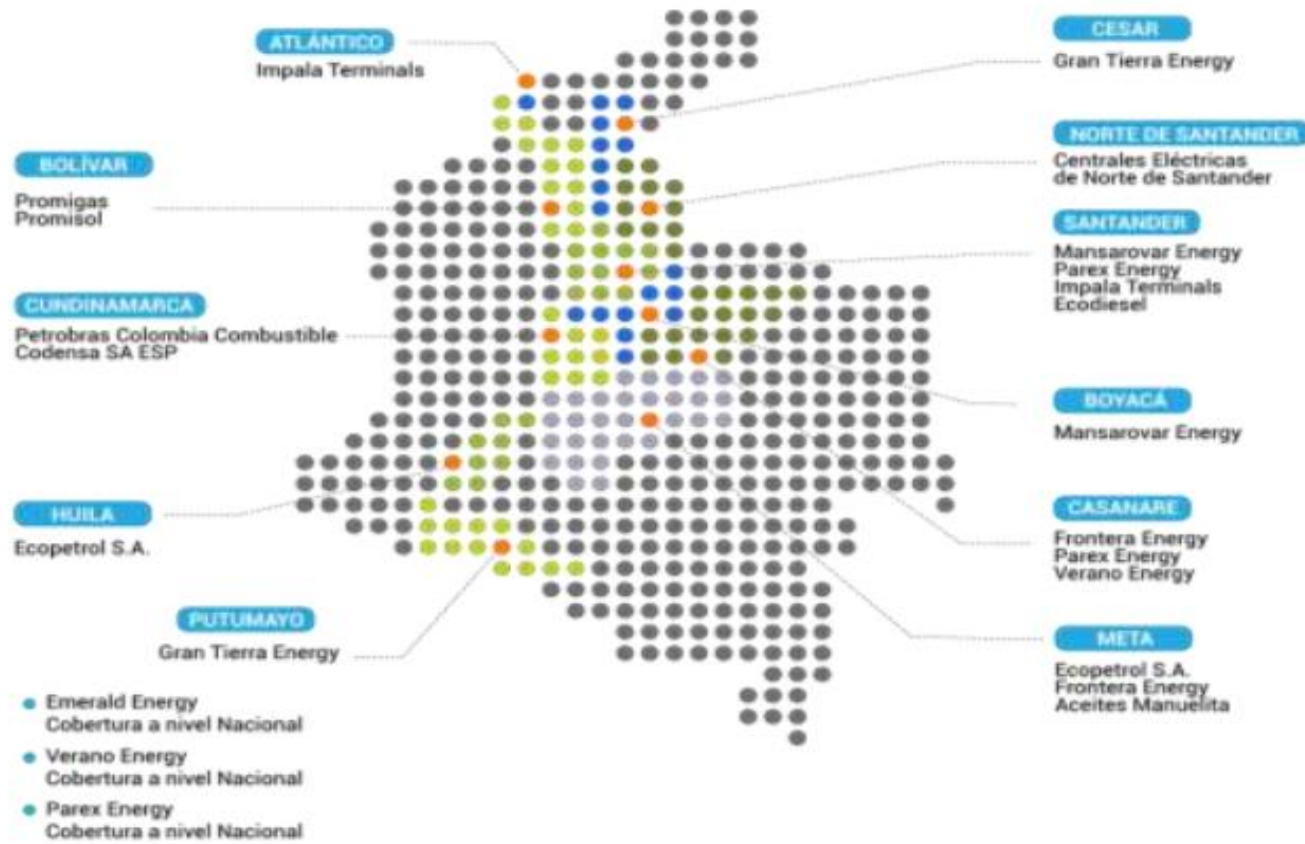 ATLÁNTICO
Impala Terminals
CESAR
Gran Tierra Energy
NORTE DE SANTANDER
Centrales Eléctricas
de Norte de Santander
BOLÍVAR
Promigas
Promisol
SANTANDER
Mansarovar Energy
Parex Energy
Impala Terminals
Ecodiesel
CUNDINAMARCA
Petrobras Colombia Combustible
Codensa SA ESP
BOYACÁ
Mansarovar Energy
HUILA
Ecopetrol S.A.
CASANARE
Frontera Energy
Parex Energy
Verano Energy
PUTUMAYO
Gran Tierra Energy
META
Ecopetrol S.A.
Frontera Energy
Aceites Manuelita
Emerald Energy
Cobertura a nivel Nacional
Verano Energy
Cobertura a nivel Nacional
Parex Energy
Cobertura a nivel Nacional